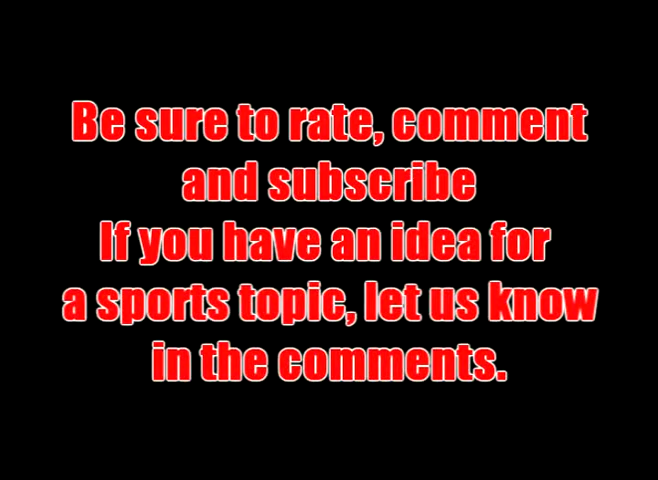 Be sure to rate, comment
and subscribe
If you have an idea for
a sports topic, let us know
in the comments.